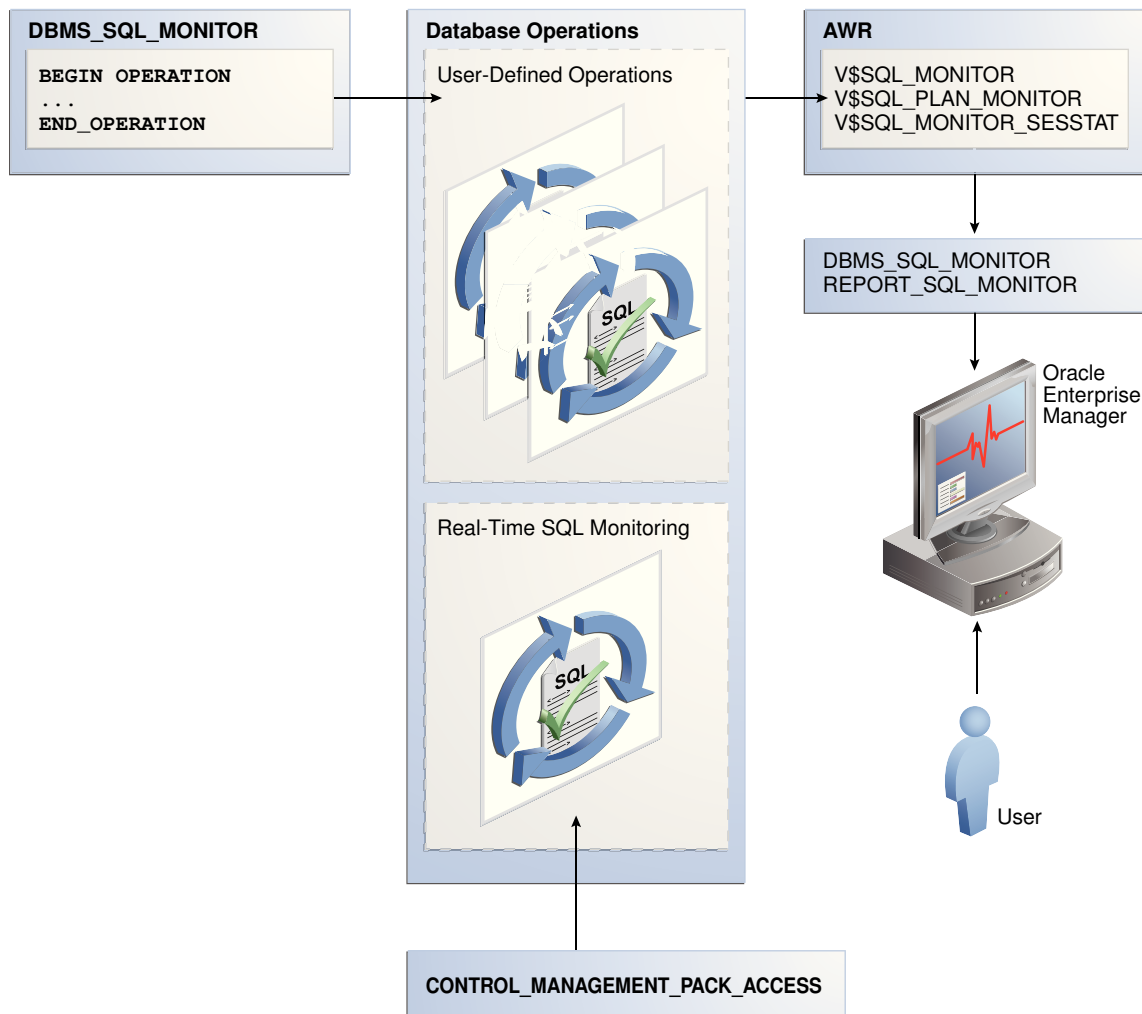 DBMS_SQL_MONITOR
BEGIN OPERATION
...
END_OPERATION
Database Operations
User-Defined Operations
SQL
Real-Time SQL Monitoring
SQL
CONTROL_MANAGEMENT_PACK_ACCESS
AWR
V$SQL_MONITOR
V$SQL_PLAN_MONITOR
V$SQL_MONITOR_SESSTAT
DBMS_SQL_MONITOR
REPORT_SQL_MONITOR
Oracle
Enterprise
Manager
User